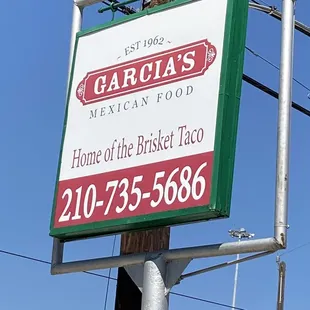 EST 1962
GARCIA'S
MEXICAN FOOD
Home of the Brisket Taco
210-735-5686